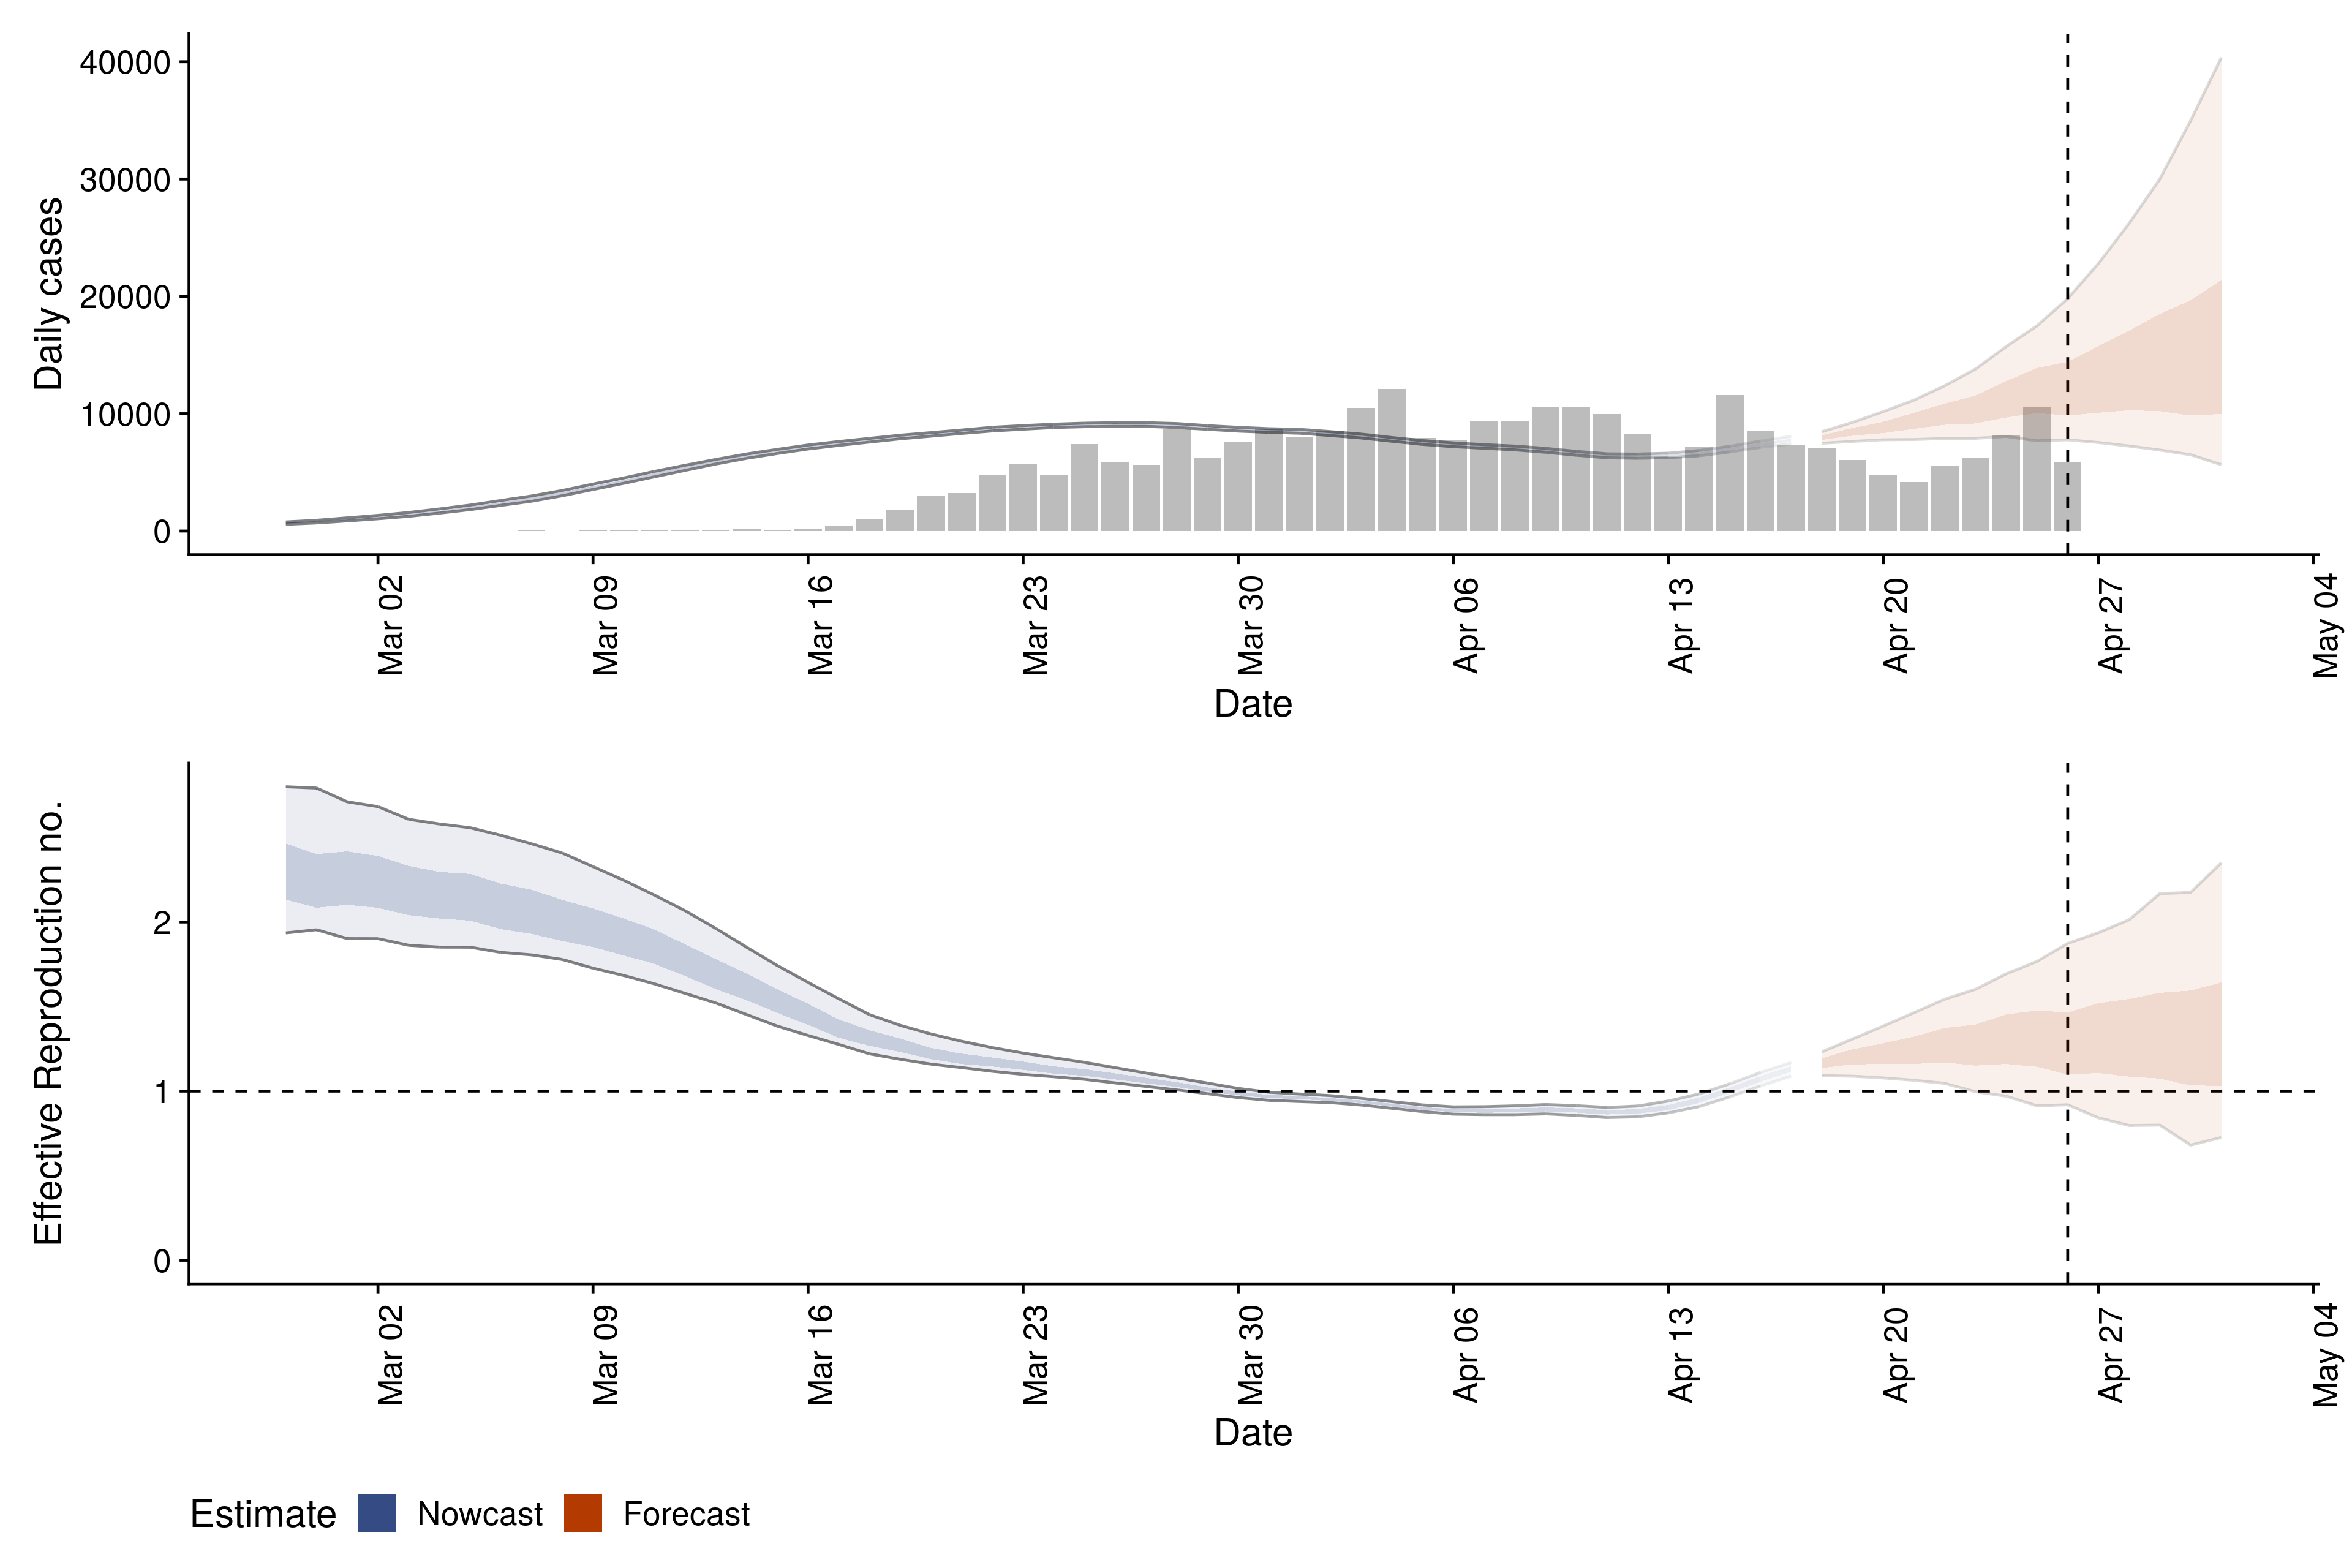 Daily cases
40000
30000
20000
10000
0
Mar 02
Mar 09
Mar 16
Mar 23
Mar 30
Apr 06
Apr 13
Apr 20
Apr 27
May 04
Date
Effective Reproduction no.
2
1
0
Mar 02
Mar 09
Mar 16
Mar 23
Mar 30
Apr 06
Apr 13
Apr 20
Apr 27
May 04
Date
Estimate Nowcast Forecast